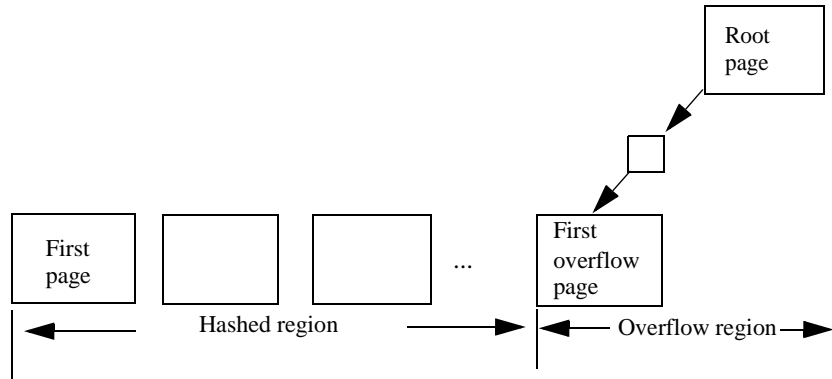 Root
page
First
page
...
First
overflow
page
Hashed region
Overflow region